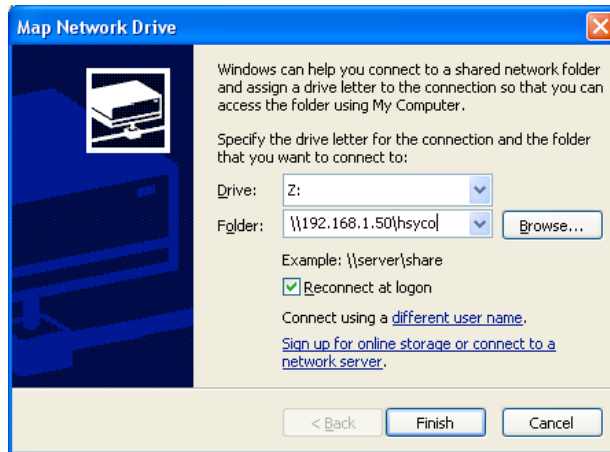 Map Network Drive
Windows can help you connect to a shared network folder
and assign a drive letter to the connection so that you can
access the folder using My Computer.
Specify the drive letter for the connection and the folder
that you want to connect to:
Drive: Z:
Folder: \\192.168.1.50\hsyco Browse...
Example: \\server\share
Reconnect at logon
Connect using a different user name.
Sign up for online storage or connect to a
network server.
< Back Finish Cancel